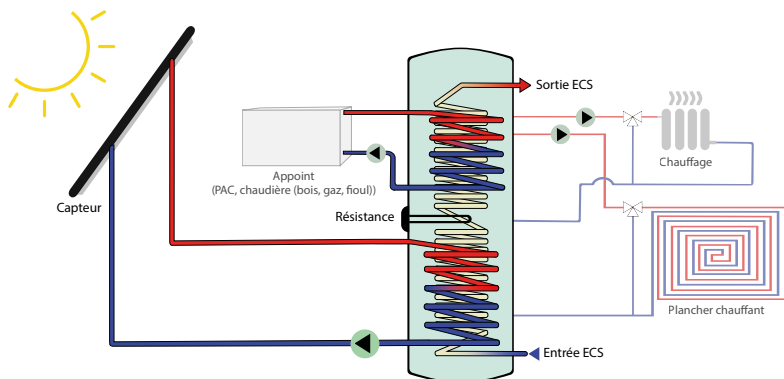 Sortie ECS
Chauffage
Appoint
(PAC, chaudière (bois, gaz, fioul))
Capteur
Résistance
Plancher chauffant
Entrée ECS